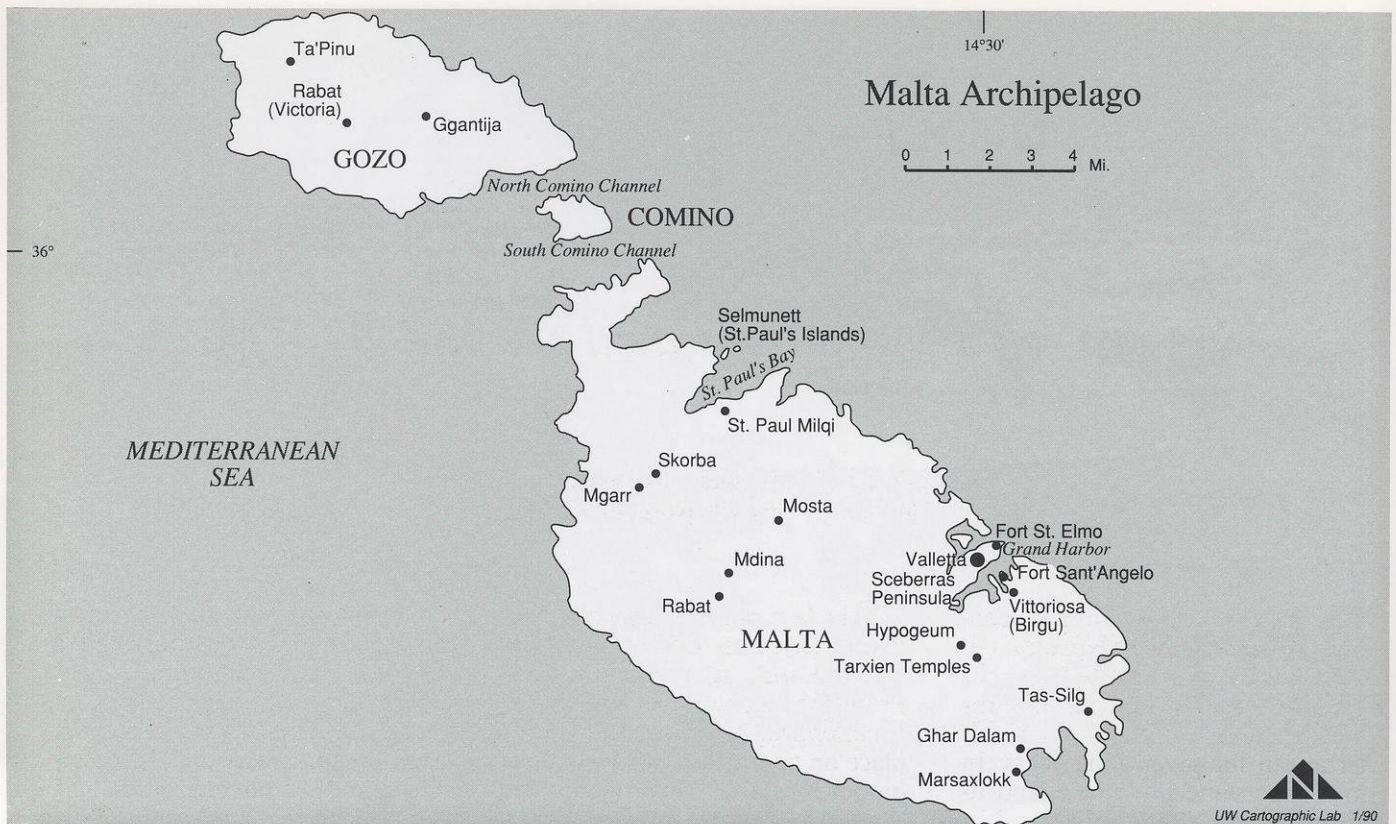 14°30'
Malta Archipelago
0 1 2 3 4 Mi.
Ta'Pinu
Rabat
(Victoria)
Ggantija
GOZO
North Comino Channel
COMINO
South Comino Channel
36°
Selmunett
(St.Paul's Islands)
St. Paul's Bay
St. Paul Milqi
MEDITERRANEAN
SEA
Skorba
Mgarr
Mosta
Fort St. Elmo
Grand Harbor
Valletta
Mdina
Sceberras
Peninsula
Fort Sant'Angelo
Rabat
Vittoriosa
(Birgu)
MALTA
Hypogeum
Tarxien Temples
Tas-Silg
Ghar Dalam
Marsaxlokk
UW Cartographic Lab 1/90